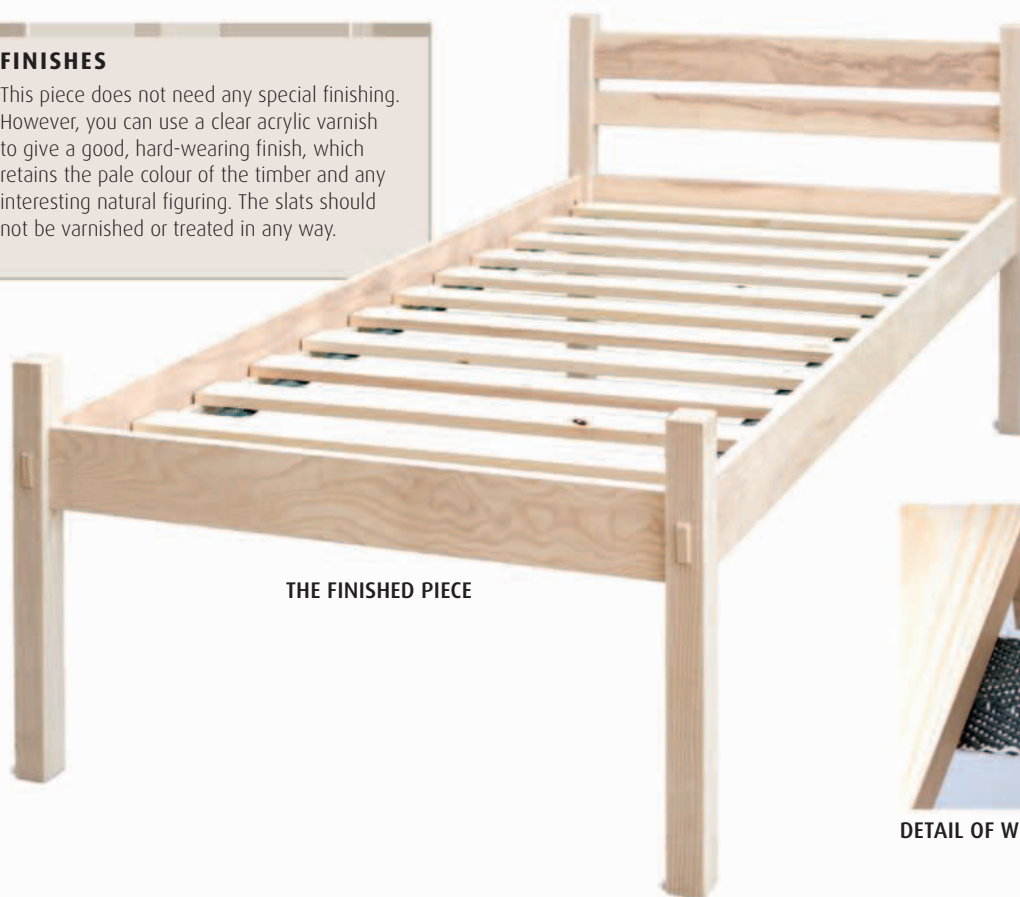 FINISHES
This piece does not need any special finishing.
However, you can use a clear acrylic varnish
to give a good, hard-wearing finish, which
retains the pale colour of the timber and any
interesting natural figuring. The slats should
not be varnished or treated in any way.
THE FINISHED PIECE
DETAIL OF